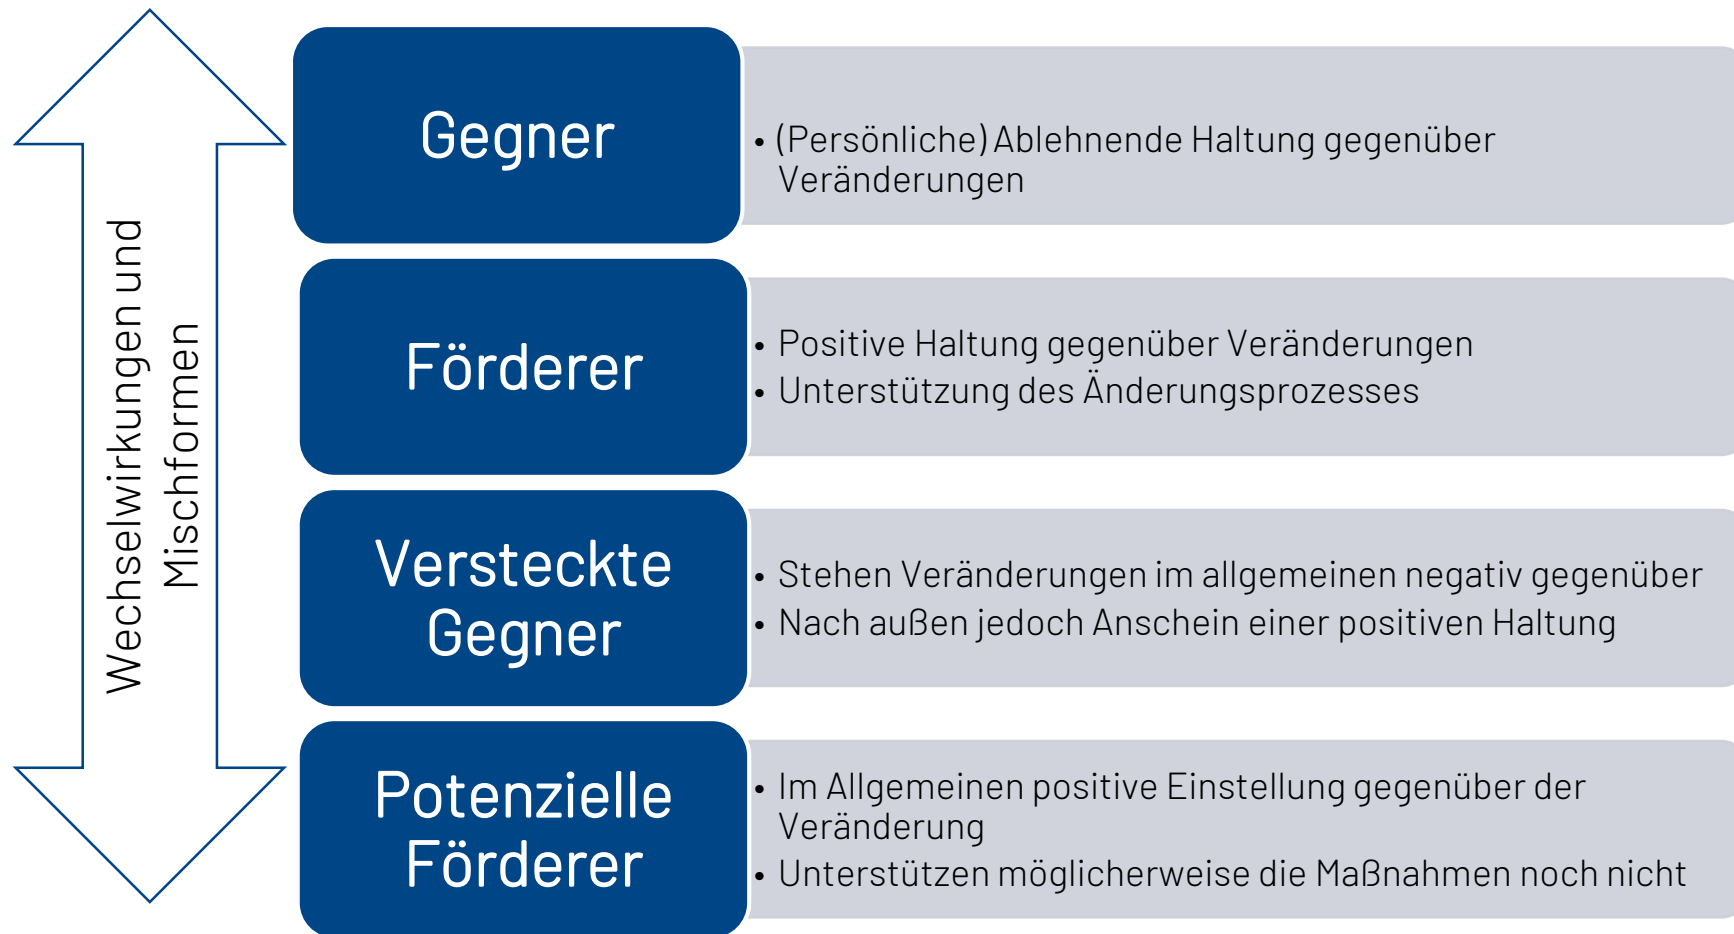 Wechselwirkungen und
Mischformen
Gegner
• (Persönliche) Ablehnende Haltung gegenüber
Veränderungen
Förderer
• Positive Haltung gegenüber Veränderungen
• Unterstützung des Änderungsprozesses
Versteckte
Gegner
• Stehen Veränderungen im allgemeinen negativ gegenüber
• Nach außen jedoch Anschein einer positiven Haltung
Potenzielle
Förderer
• Im Allgemeinen positive Einstellung gegenüber der
Veränderung
• Unterstützen möglicherweise die Maßnahmen noch nicht